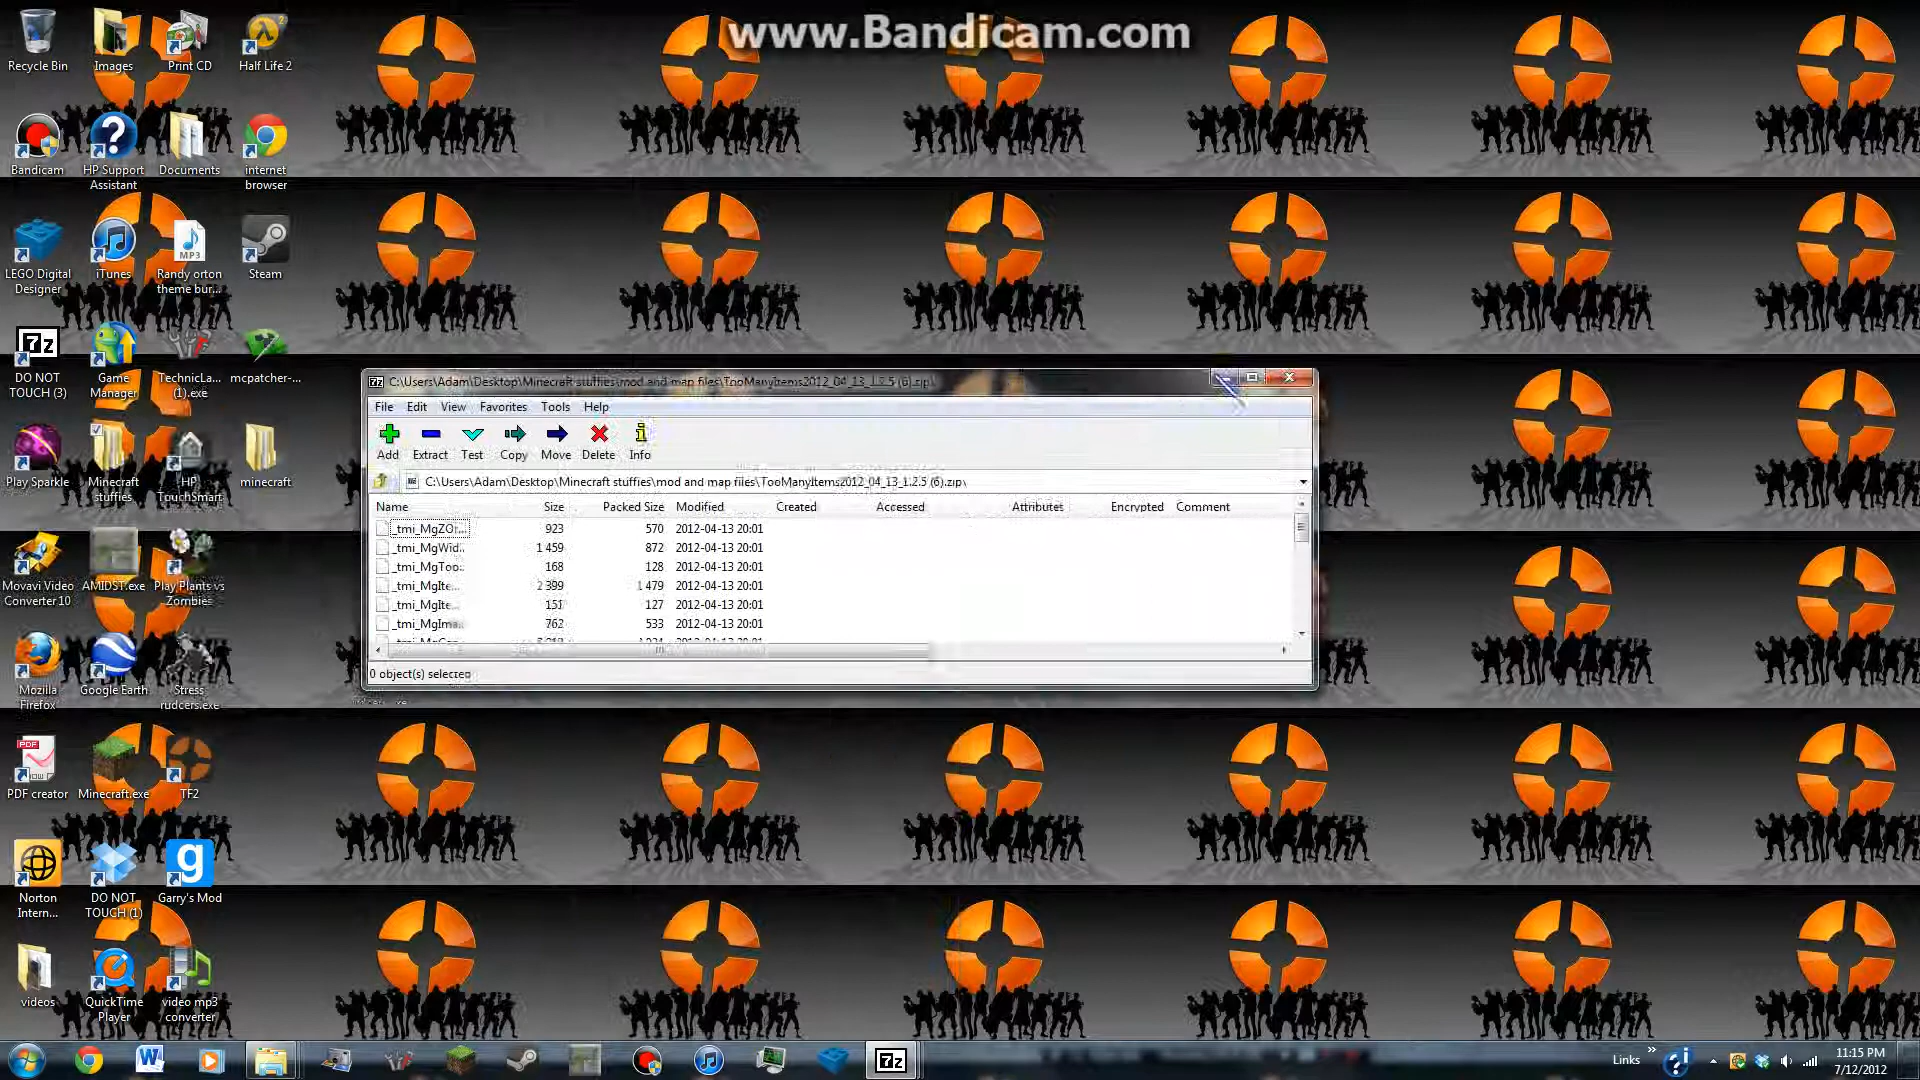 www.Bandicam.com
Recycle Bin
Images
Print CD
Half Life 2
Bandicam
HP Support Assistant
Documents
internet browser
LEGO Digital Designer
iTunes
MP3
Randy orton theme bur...
Steam
7z
DO NOT TOUCH (3)
Game Manager
TechnicLa... (1).exe
mcpatcher-...
Play Sparkle
Minecraft stuffies
HP TouchSmart
minecraft
Movavi Video Converter 10
AMIDST.exe
Play Plants vs Zombies
Mozilla Firefox
Google Earth
Stress rudcers.exe
PDF
PDF creator
Minecraft.exe
TF2
Norton Intern...
DO NOT TOUCH (1)
g
Garry's Mod
videos
QuickTime Player
video mp3 converter
7z C:\Users\Adam\Desktop\Minecraft stuffies\mod and map files\TooManyItems2012_04_13_1.2.5 (6).zip\
File Edit View Favorites Tools Help
Add Extract Test Copy Move Delete Info
C:\Users\Adam\Desktop\Minecraft stuffies\mod and map files\TooManyItems2012_04_13_1.2.5 (6).zip\
Name Size Packed Size Modified Created Accessed Attributes Encrypted Comment
_tmi_MgZOr... 923 570 2012-04-13 20:01
_tmi_MgWid... 1 459 872 2012-04-13 20:01
_tmi_MgToo... 168 128 2012-04-13 20:01
_tmi_MgIte... 2 399 1 479 2012-04-13 20:01
_tmi_MgIte... 151 127 2012-04-13 20:01
_tmi_MgIma... 762 533 2012-04-13 20:01
0 object(s) selected
7z
Links
11:15 PM
7/12/2012